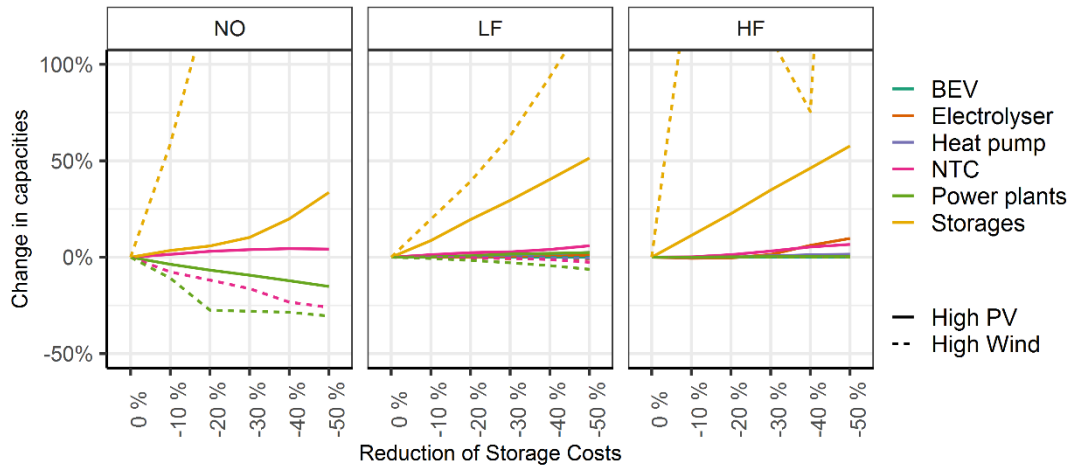 NO
LF
HF
Change in capacities
100%
50%
0%
-50%
0 %
-10 %
-20 %
-30 %
-40 %
-50 %
0 %
-10 %
-20 %
-30 %
-40 %
-50 %
0 %
-10 %
-20 %
-30 %
-40 %
-50 %
Reduction of Storage Costs
BEV
Electrolyser
Heat pump
NTC
Power plants
Storages
High PV
High Wind